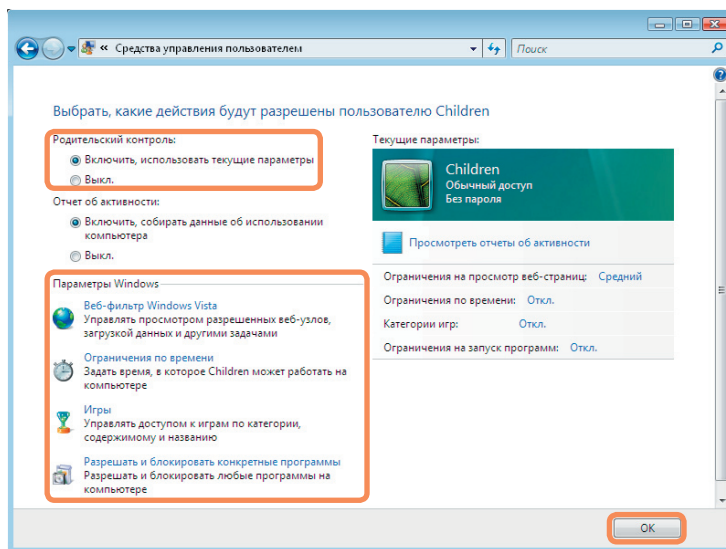 « Средства управления пользователем
Поиск
Выбрать, какие действия будут разрешены пользователю Children
Родительский контроль:
Включить, использовать текущие параметры
Выкл.
Отчет об активности:
Включить, собирать данные об использовании
компьютера
Выкл.
Параметры Windows
Веб-фильтр Windows Vista
Управлять просмотром разрешенных веб-узлов,
загрузкой данных и другими задачами
Ограничения по времени
Задать время, в которое Children может работать на
компьютере
Игры
Управлять доступом к играм по категории,
содержимому и названию
Разрешать и блокировать конкретные программы
Разрешать и блокировать любые программы на
компьютере
Текущие параметры:
Children
Обычный доступ
Без пароля
Просмотреть отчеты об активности
Ограничения на просмотр веб-страниц: Средний
Ограничения по времени: Откл.
Категории игр: Откл.
Ограничения на запуск программ: Откл.
OK